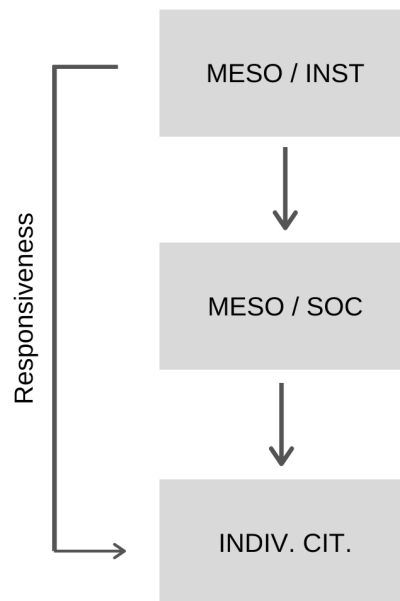 MESO / INST
Responsiveness
MESO / SOC
INDIV. CIT.